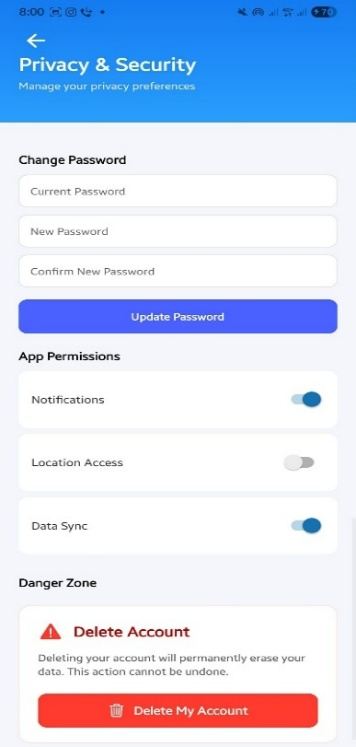 8:00
70
Privacy & Security
Manage your privacy preferences
Change Password
Current Password
New Password
Confirm New Password
Update Password
App Permissions
Notifications
Location Access
Data Sync
Danger Zone
Delete Account
Deleting your account will permanently erase your
data. This action cannot be undone.
Delete My Account